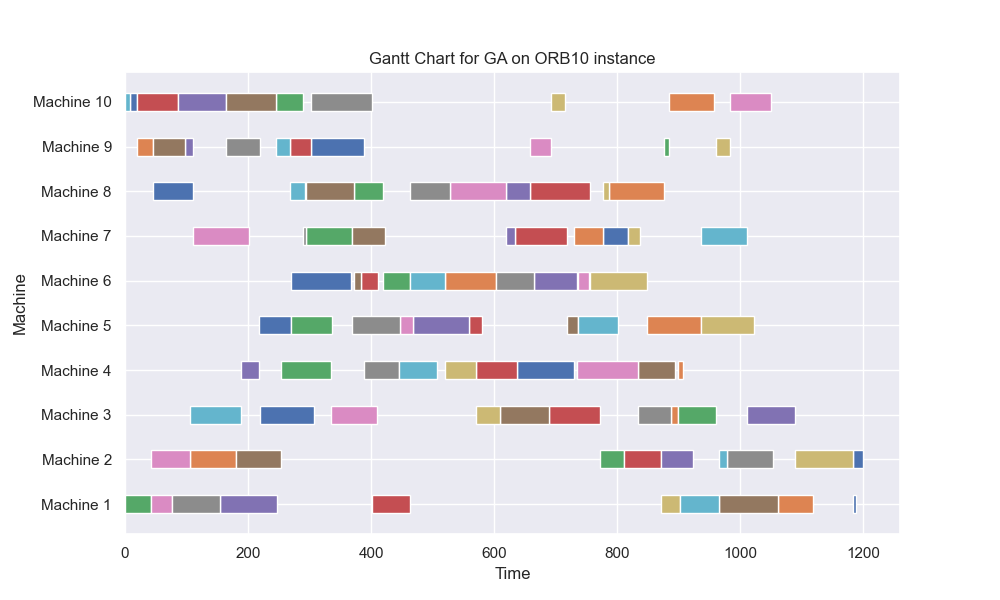 Gantt Chart for GA on ORB10 instance
Machine 10
Machine 9
Machine 8
Machine 7
Machine 6
Machine 5
Machine 4
Machine 3
Machine 2
Machine 1
Machine
0 200 400 600 800 1000 1200
Time